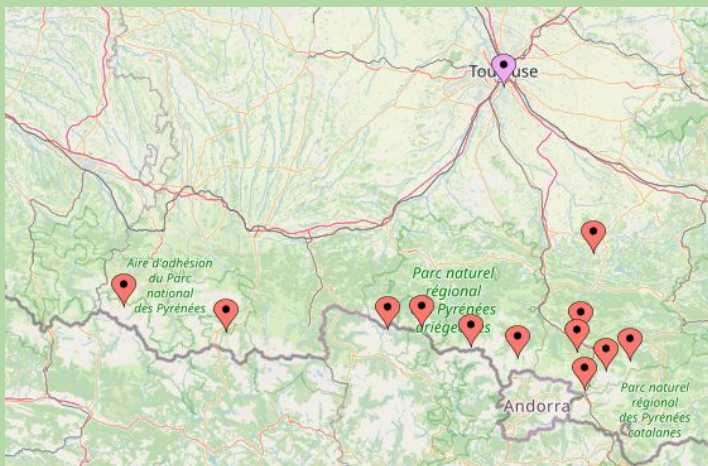 Toulouse
Aire d'adhésion
du Parc
national
des Pyrénées
Parc naturel
régional
Pyrénées
Andorra
Parc naturel
régional
des Pyrénées
catalanes